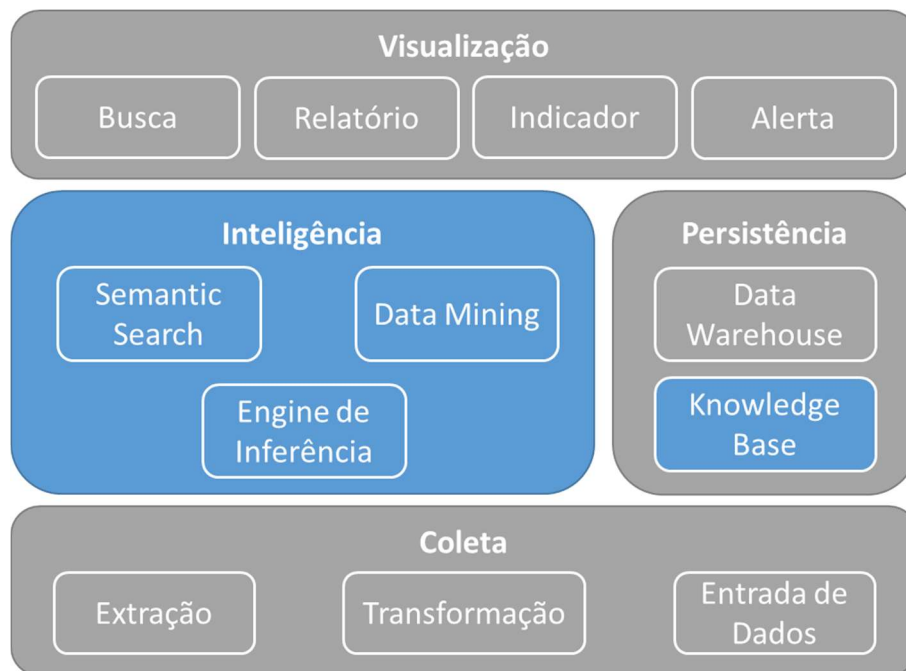 Visualização
Busca
Relatório
Indicador
Alerta
Inteligência
Semantic
Search
Data Mining
Engine de
Inferência
Persistência
Data
Warehouse
Knowledge
Base
Coleta
Extração
Transformação
Entrada de
Dados